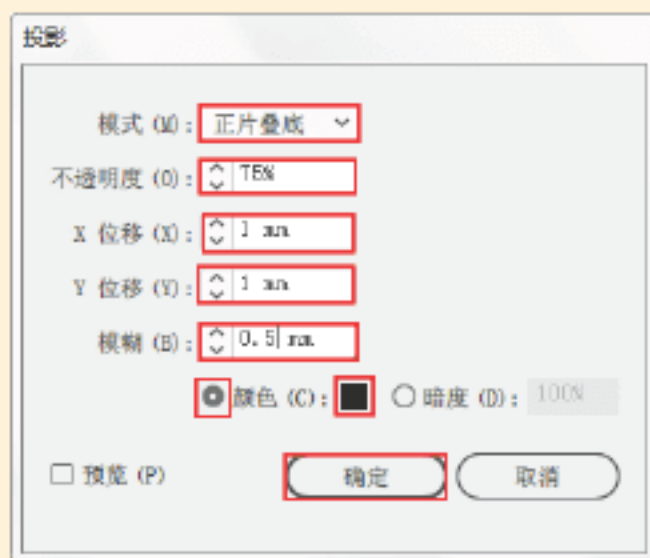 投影
模式 (M): 正片叠底
不透明度 (O): 75%
X 位移 (X): 1 mm
Y 位移 (Y): 1 mm
模糊 (B): 0.5 mm
颜色 (C): 暗度 (D): 100%
预览 (P) 确定 取消